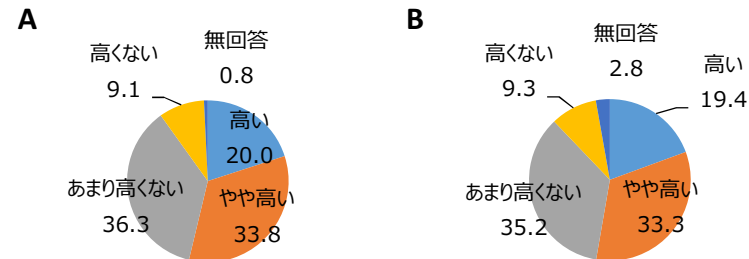 A
無回答
0.8
高くない
9.1
高い
20.0
あまり高くない
36.3
やや高い
33.8
B
無回答
2.8
高くない
9.3
高い
19.4
あまり高くない
35.2
やや高い
33.3